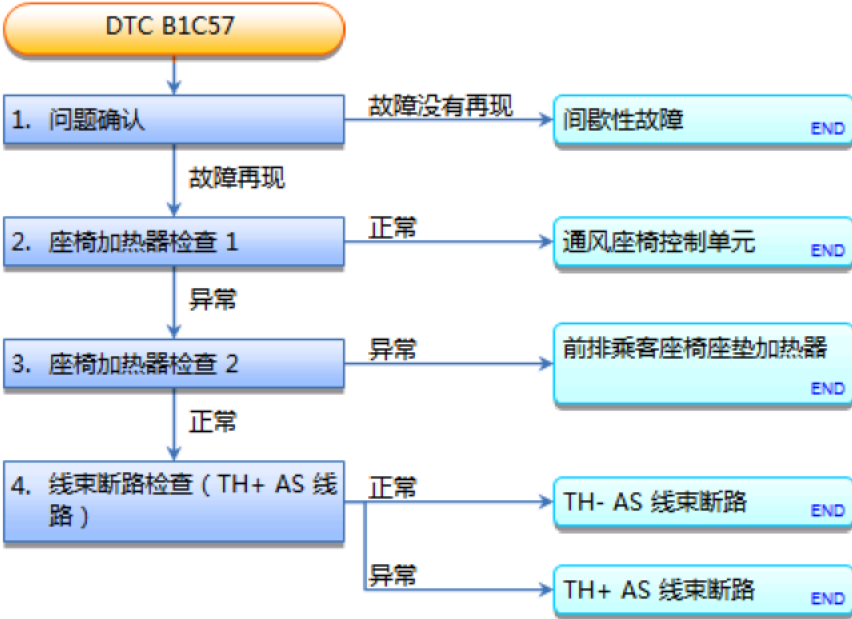 DTC B1C57
1. 问题确认
故障没有再现
间歇性故障
END
故障再现
2. 座椅加热器检查 1
正常
通风座椅控制单元
END
异常
3. 座椅加热器检查 2
异常
前排乘客座椅座垫加热器
END
正常
4. 线束断路检查（TH+ AS 线
路）
正常
TH- AS 线束断路
END
异常
TH+ AS 线束断路
END